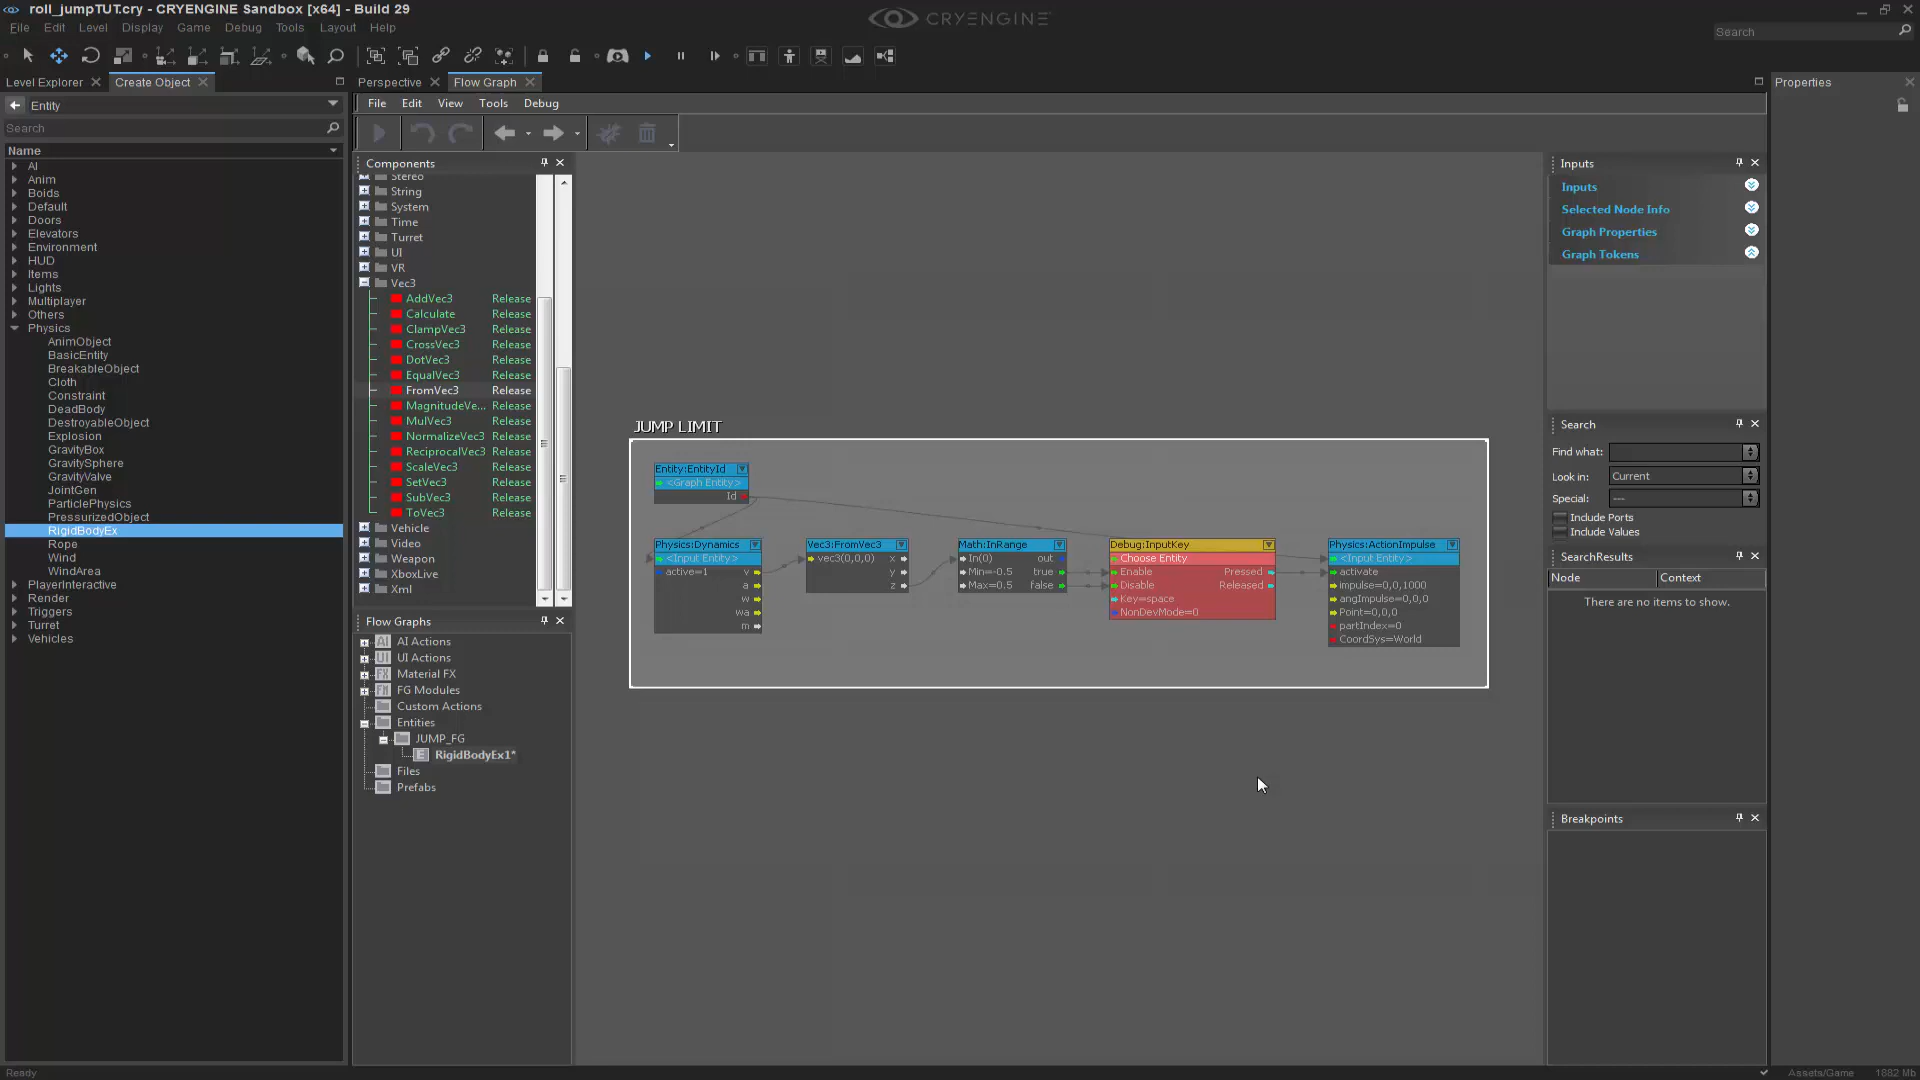 roll_jumpTUT.cry - CRYENGINE Sandbox [x64] - Build 29
CRYENGINE
File Edit Level Display Game Debug Tools Layout Help
Search
Level Explorer
Create Object
Perspective
Flow Graph
Properties
Entity
Search
Name
AI
Anim
Boids
Default
Doors
Elevators
Environment
HUD
Items
Lights
Multiplayer
Others
Physics
AnimObject
BasicEntity
BreakableObject
Cloth
Constraint
DeadBody
DestroyableObject
Explosion
GravityBox
GravitySphere
GravityValve
JointGen
ParticlePhysics
PressurizedObject
RigidBodyEx
Rope
Wind
WindArea
PlayerInteractive
Render
Triggers
Turret
Vehicles
File Edit View Tools Debug
Components
Stereo
String
System
Time
Turret
UI
VR
Vec3
AddVec3 Release
Calculate Release
ClampVec3 Release
CrossVec3 Release
DotVec3 Release
EqualVec3 Release
FromVec3 Release
MagnitudeVe... Release
MulVec3 Release
NormalizeVec3 Release
ReciprocalVec3 Release
ScaleVec3 Release
SetVec3 Release
SubVec3 Release
ToVec3 Release
Vehicle
Video
Weapon
XboxLive
Xml
Flow Graphs
AI AI Actions
UI UI Actions
FX Material FX
FM FG Modules
Custom Actions
Entities
JUMP_FG
E RigidBodyEx1*
Files
Prefabs
JUMP LIMIT
Entity:EntityId
<Graph Entity>
Id
Physics:Dynamics
<Input Entity>
active=1 v
a
w
wa
m
Vec3:FromVec3
vec3(0,0,0) x
y
z
Math:InRange
In(0) out
Min=-0.5 true
Max=0.5 false
Debug:InputKey
Choose Entity
Enable Pressed
Disable Released
Key=space
NonDevMode=0
Physics:ActionImpulse
<Input Entity>
activate
impulse=0,0,1000
angImpulse=0,0,0
Point=0,0,0
partIndex=0
CoordSys=World
Inputs
Inputs
Selected Node Info
Graph Properties
Graph Tokens
Search
Find what:
Look in: Current
Special: ---
Include Ports
Include Values
SearchResults
Node Context
There are no items to show.
Breakpoints
Ready
Assets/Game 1882 Mb